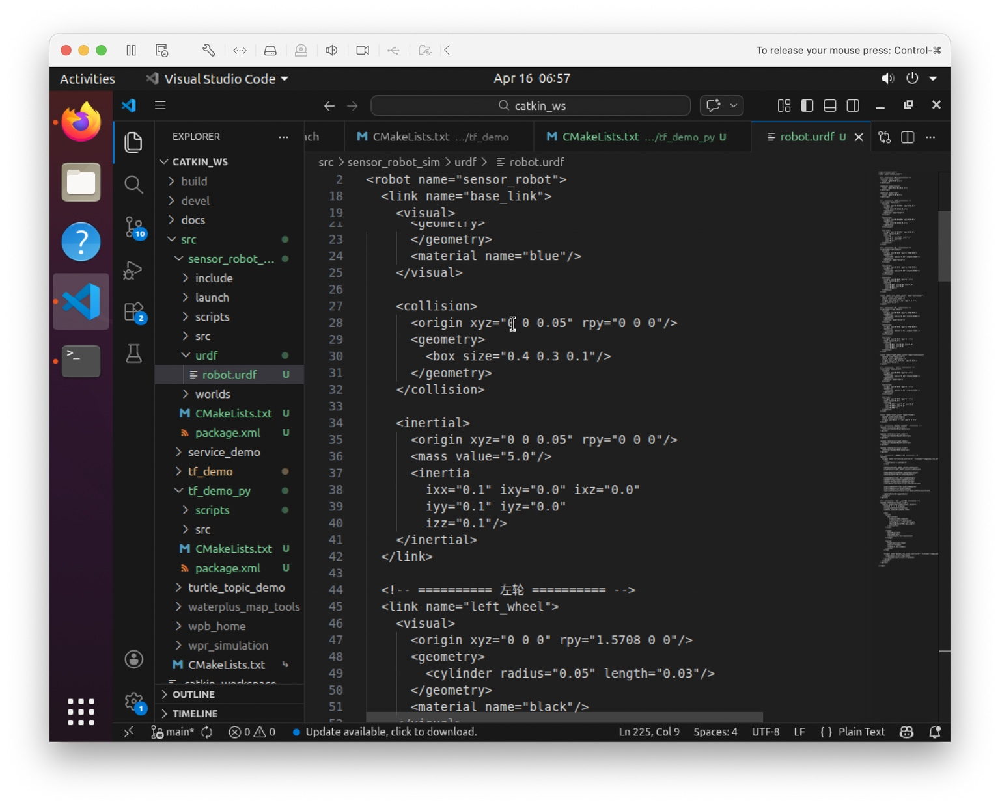 To release your mouse press: Control-⌘
Activities
Visual Studio Code
Apr 16 06:57
catkin_ws
EXPLORER
CATKIN_WS
build
devel
docs
src
sensor_robot_...
include
launch
scripts
src
urdf
robot.urdf U
worlds
CMakeLists.txt U
package.xml U
service_demo
tf_demo
tf_demo_py
scripts
src
CMakeLists.txt U
package.xml U
turtle_topic_demo
waterplus_map_tools
wpb_home
wpr_simulation
CMakeLists.txt
catkin_workspace
OUTLINE
TIMELINE
10
2
1
nch
CMakeLists.txt .../tf_demo
CMakeLists.txt .../tf_demo_py U
robot.urdf U
src > sensor_robot_sim > urdf > robot.urdf
2 <robot name="sensor_robot">
18 <link name="base_link">
19 <visual>
21 <geometry>
23 </geometry>
24 <material name="blue"/>
25 </visual>
26
27 <collision>
28 <origin xyz="0 0 0.05" rpy="0 0 0"/>
29 <geometry>
30 <box size="0.4 0.3 0.1"/>
31 </geometry>
32 </collision>
33
34 <inertial>
35 <origin xyz="0 0 0.05" rpy="0 0 0"/>
36 <mass value="5.0"/>
37 <inertia
38 ixx="0.1" ixy="0.0" ixz="0.0"
39 iyy="0.1" iyz="0.0"
40 izz="0.1"/>
41 </inertial>
42 </link>
43
44 <!-- ========== 左轮 ========== -->
45 <link name="left_wheel">
46 <visual>
47 <origin xyz="0 0 0" rpy="1.5708 0 0"/>
48 <geometry>
49 <cylinder radius="0.05" length="0.03"/>
50 </geometry>
51 <material name="black"/>
52 </visual>
main* 0 0 Update available, click to download. Ln 225, Col 9 Spaces: 4 UTF-8 LF { } Plain Text